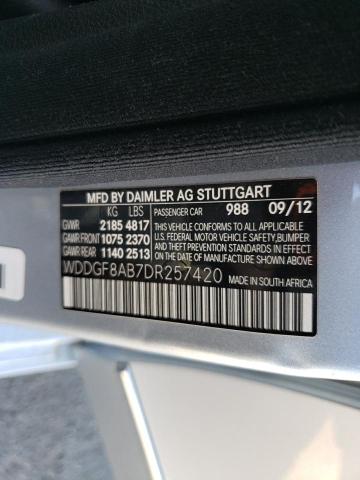 MFD BY DAIMLER AG STUTTGART
KG LBS
GVWR 2185 4817
GAWR FRONT 1075 2370
GAWR REAR 1140 2513
PASSENGER CAR 988 09/12
THIS VEHICLE CONFORMS TO ALL APPLICABLE
U.S. FEDERAL MOTOR VEHICLE SAFETY, BUMPER
AND THEFT PREVENTION STANDARDS IN EFFECT
ON THE DATE OF MANUFACTURE SHOWN ABOVE.
WDDGF8AB7DR257420 MADE IN SOUTH AFRICA